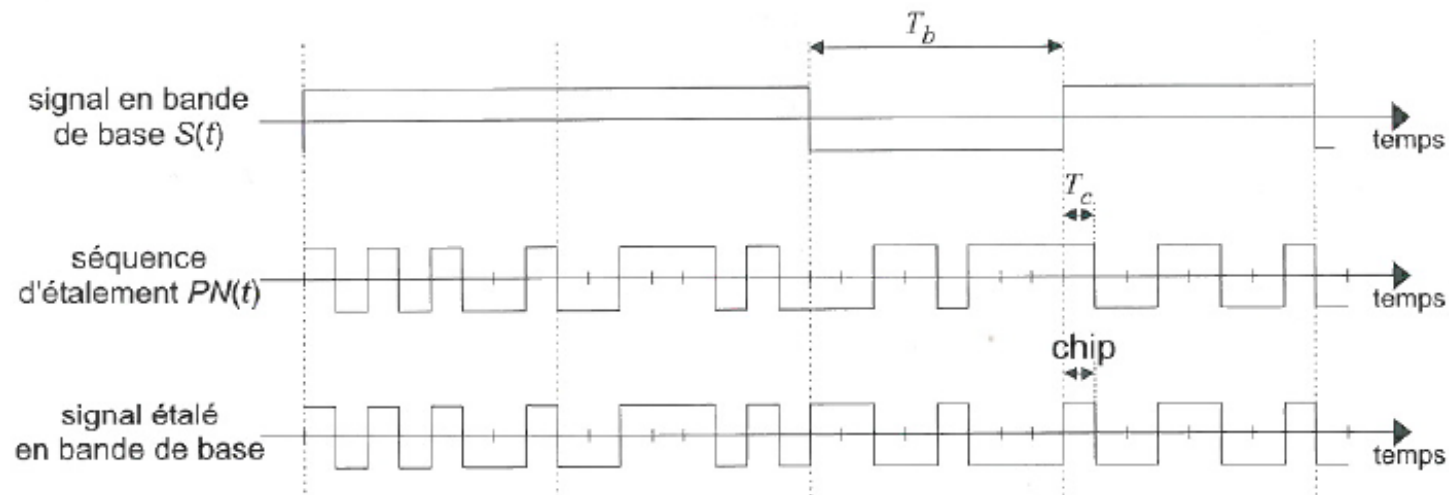 T_b
signal en bande
de base S(t)
temps
T_c
séquence
d'étalement PN(t)
temps
chip
signal étalé
en bande de base
temps